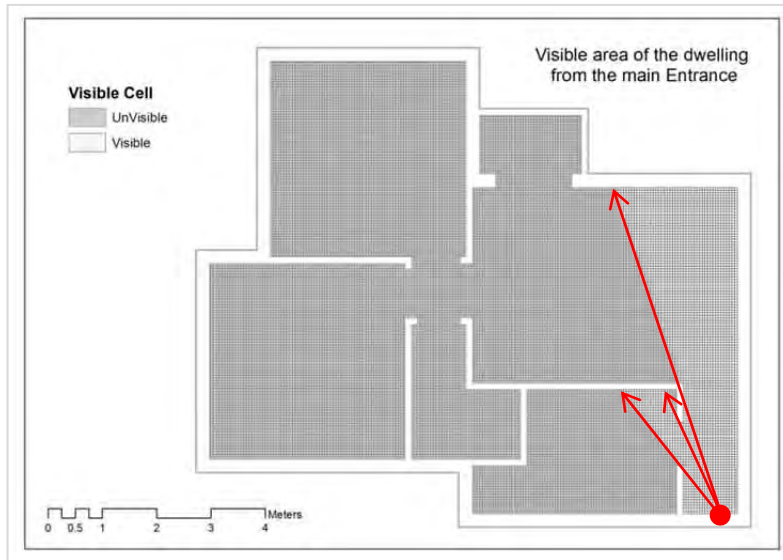 Visible area of the dwelling
from the main Entrance
Visible Cell
UnVisible
Visible
Meters
0 0.5 1 2 3 4